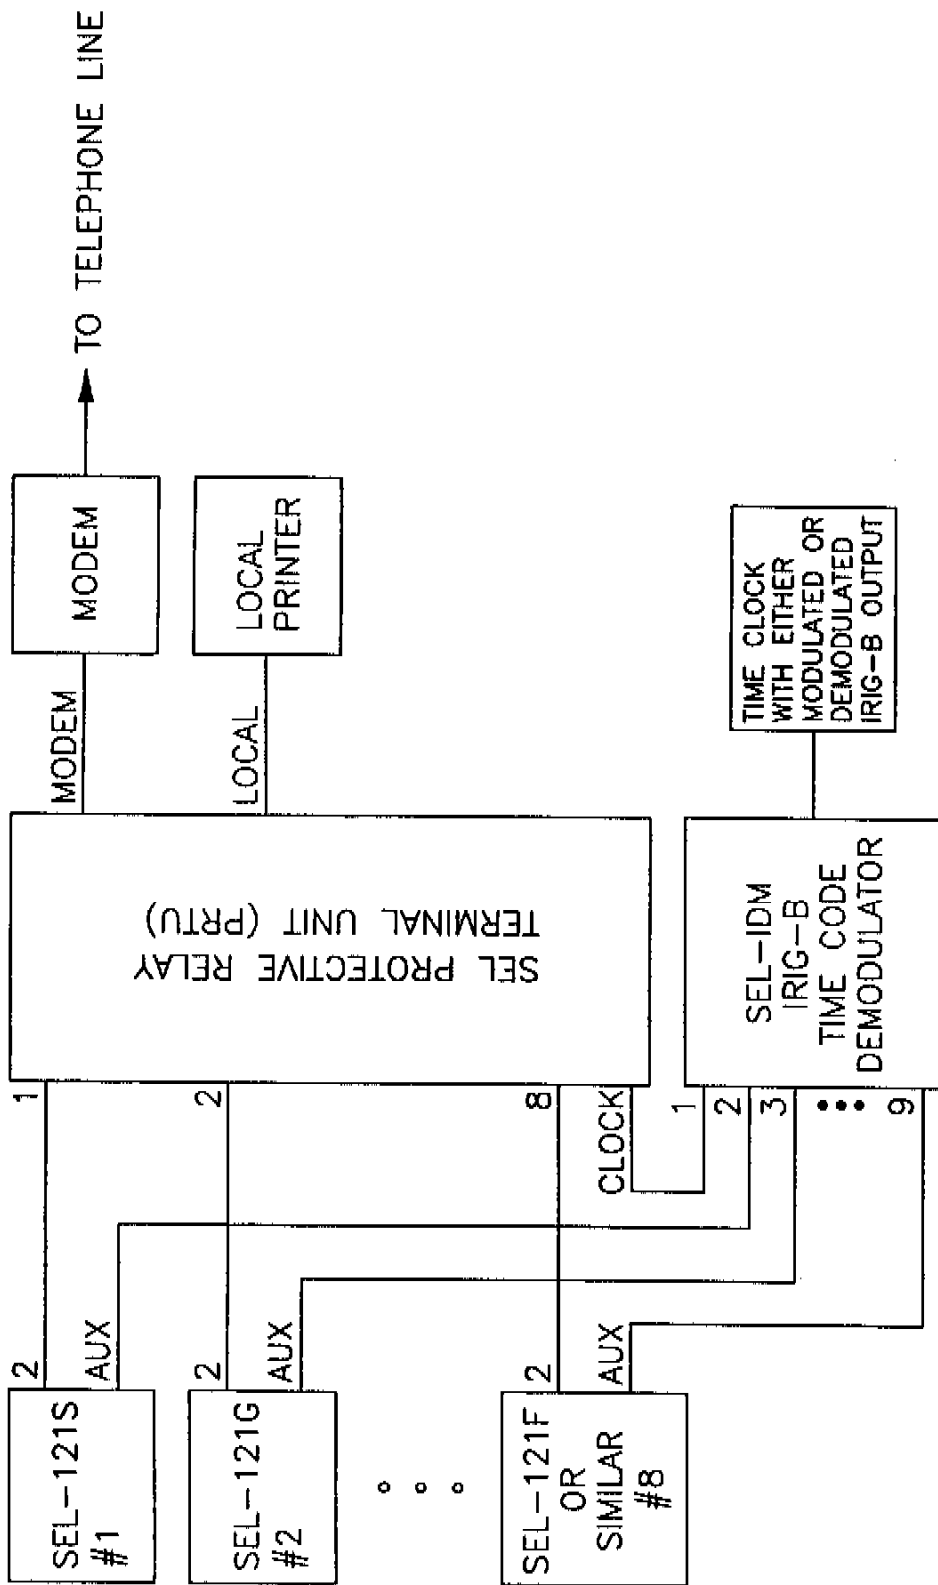 SEL-121S
#1
2
AUX
SEL-121G
#2
2
AUX
SEL-121F
OR
SIMILAR
#8
2
AUX
1
2
8
CLOCK
SEL PROTECTIVE RELAY
TERMINAL UNIT (PRTU)
MODEM
LOCAL
MODEM
TO TELEPHONE LINE
LOCAL
PRINTER
1
2
3
9
SEL-IDM
IRIG-B
TIME CODE
DEMODULATOR
TIME CLOCK
WITH EITHER
MODULATED OR
DEMODULATED
IRIG-B OUTPUT